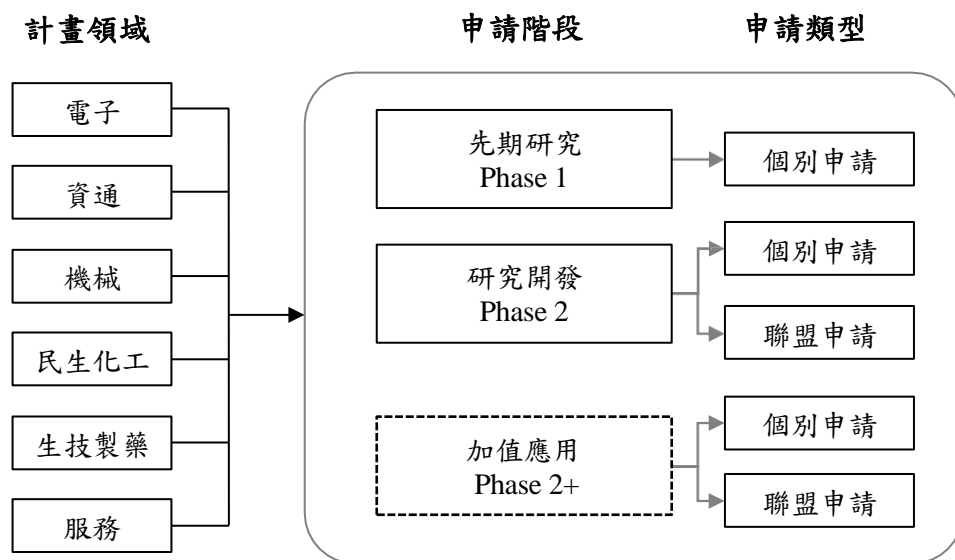 計畫領域
申請階段
申請類型
電子
資通
機械
民生化工
生技製藥
服務
先期研究
Phase 1
個別申請
研究開發
Phase 2
個別申請
聯盟申請
加值應用
Phase 2+
個別申請
聯盟申請